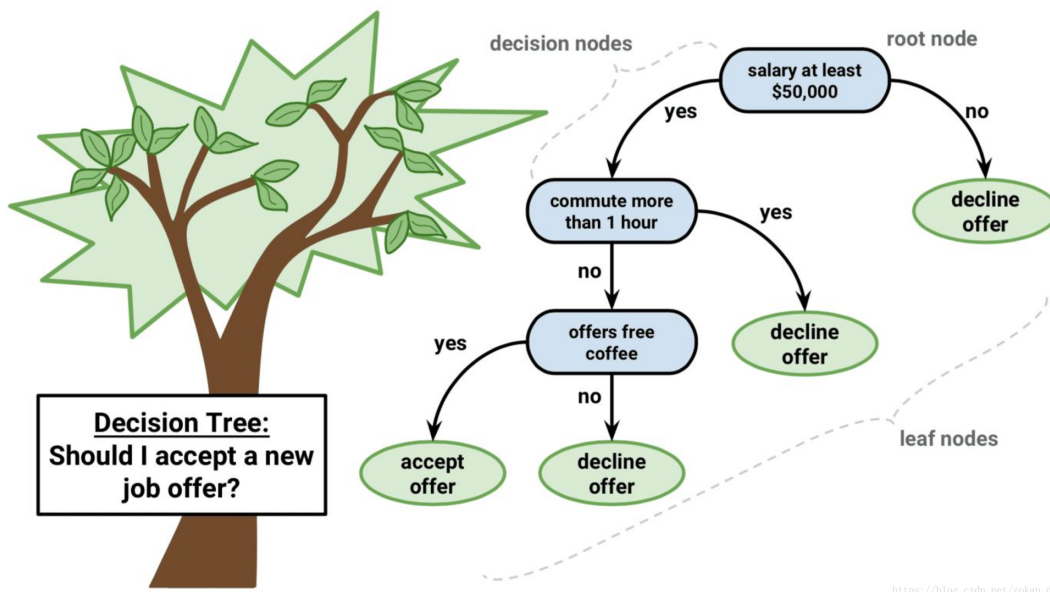 decision nodes
root node
salary at least
$50,000
yes
no
commute more
than 1 hour
yes
decline
offer
no
offers free
coffee
decline
offer
yes
no
Decision Tree:
Should I accept a new
job offer?
accept
offer
decline
offer
leaf nodes